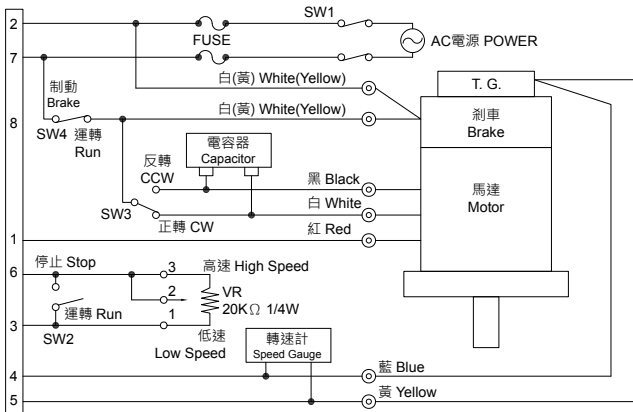 2
SW1
FUSE
AC電源 POWER
7
白(黃) White(Yellow)
T. G.
制動
Brake
白(黃) White(Yellow)
剎車
Brake
8
SW4
運轉
Run
電容器
Capacitor
反轉
CCW
黑 Black
馬達
Motor
白 White
SW3
正轉 CW
紅 Red
1
停止 Stop
3
高速 High Speed
6
2
VR
20KΩ 1/4W
運轉 Run
1
3
SW2
低速
Low Speed
轉速計
Speed Gauge
藍 Blue
4
黃 Yellow
5